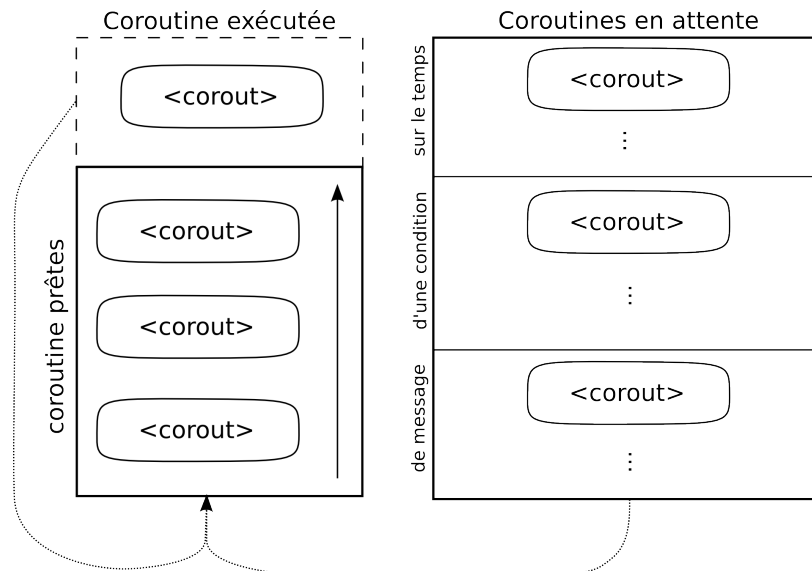 Coroutine exécutée
<corout>
coroutine prêtes
<corout>
<corout>
<corout>
Coroutines en attente
sur le temps
<corout>
...
d'une condition
<corout>
...
de message
<corout>
...